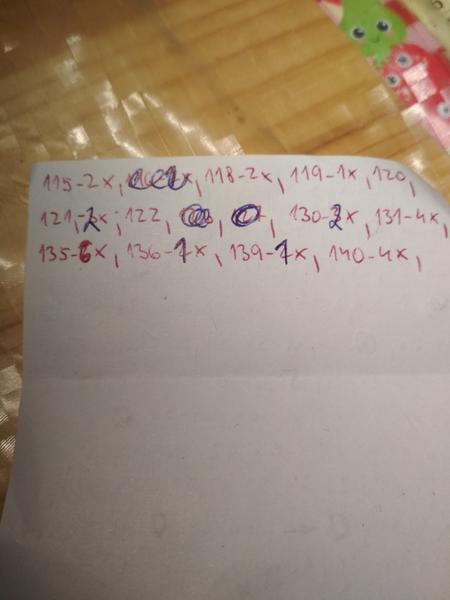 115-2x, 118-2x, 119-1x, 120,
121,-2x, 122, 130-3x, 131-4x,
135-6x, 136-1x, 139-1x, 140-4x,